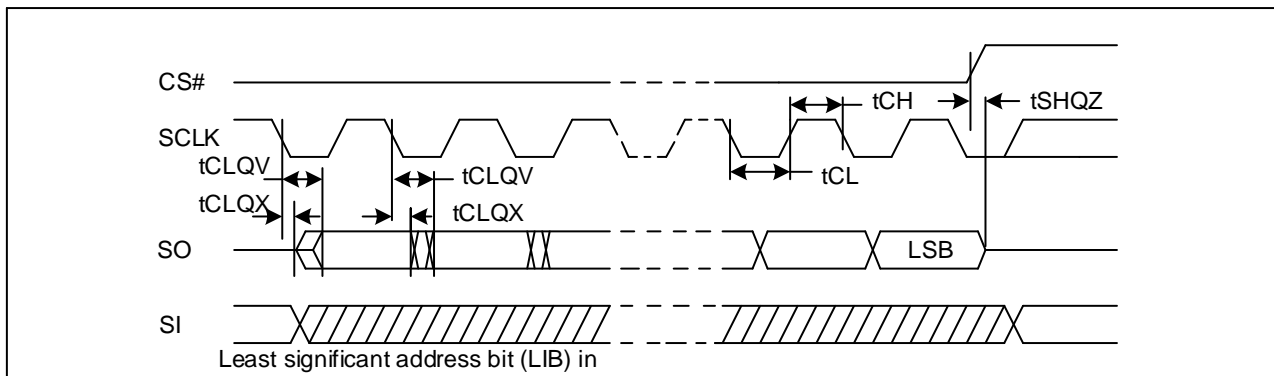 CS#
tCH
tSHQZ
SCLK
tCLQV
tCLQV
tCL
tCLQX
tCLQX
SO
LSB
SI
Least significant address bit (LIB) in